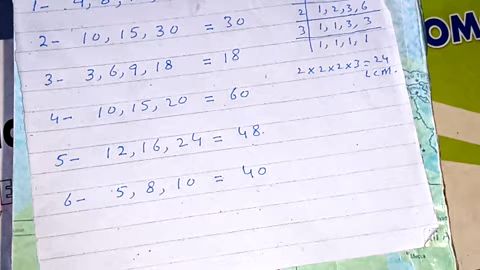 2- 10, 15, 30 = 30
3- 3, 6, 9, 18 = 18
4- 10, 15, 20 = 60
5- 12, 16, 24 = 48
6- 5, 8, 10 = 40
2 | 1, 2, 3, 6
3 | 1, 1, 3, 3
1, 1, 1, 1
2 x 2 x 2 x 3 = 24
LCM.
OM